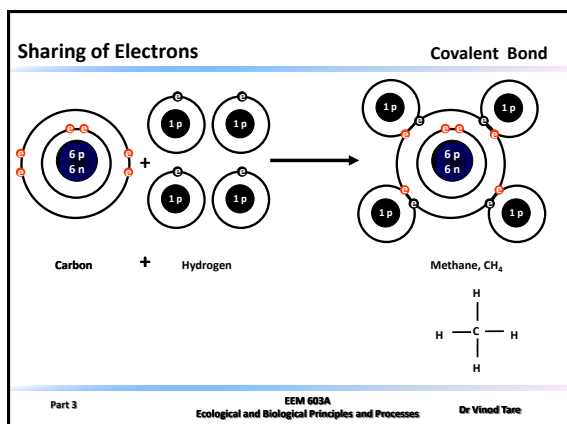 Sharing of Electrons
Covalent Bond
e e
e e
e e
6 p
6 n
+
e e
1 p 1 p
e e
1 p 1 p
1 p 1 p
e e
e e e e
6 p
6 n
e e
e e
1 p 1 p
Carbon + Hydrogen
Methane, CH₄
H
H C H
H
Part 3
EEM 603A
Ecological and Biological Principles and Processes
Dr Vinod Tare